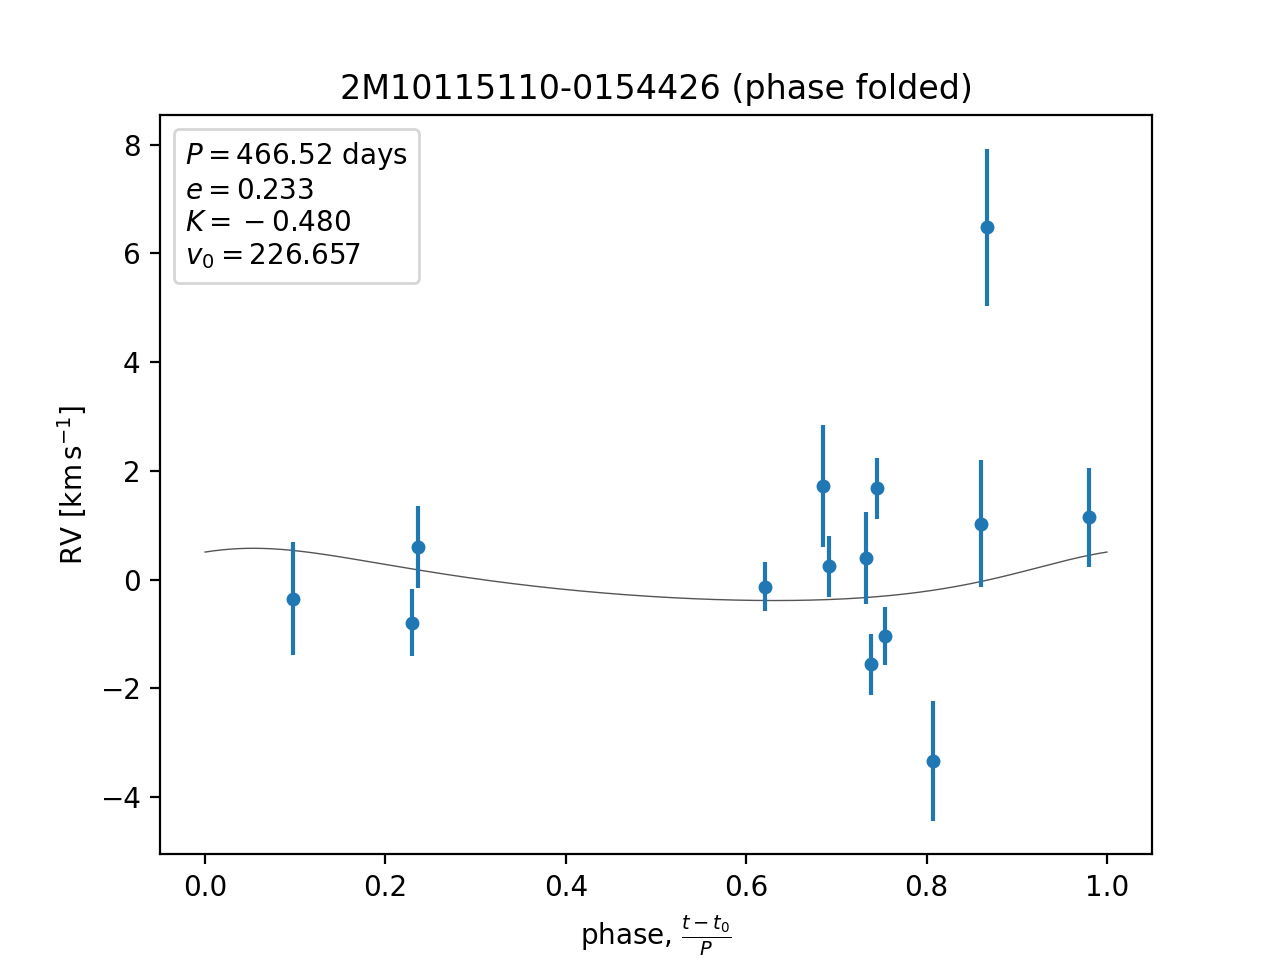 2M10115110-0154426 (phase folded)
P = 466.52 days
e = 0.233
K = −0.480
v₀ = 226.657
8
6
4
2
0
−2
−4
RV [km s⁻¹]
0.0 0.2 0.4 0.6 0.8 1.0
phase, (t − t₀)/P